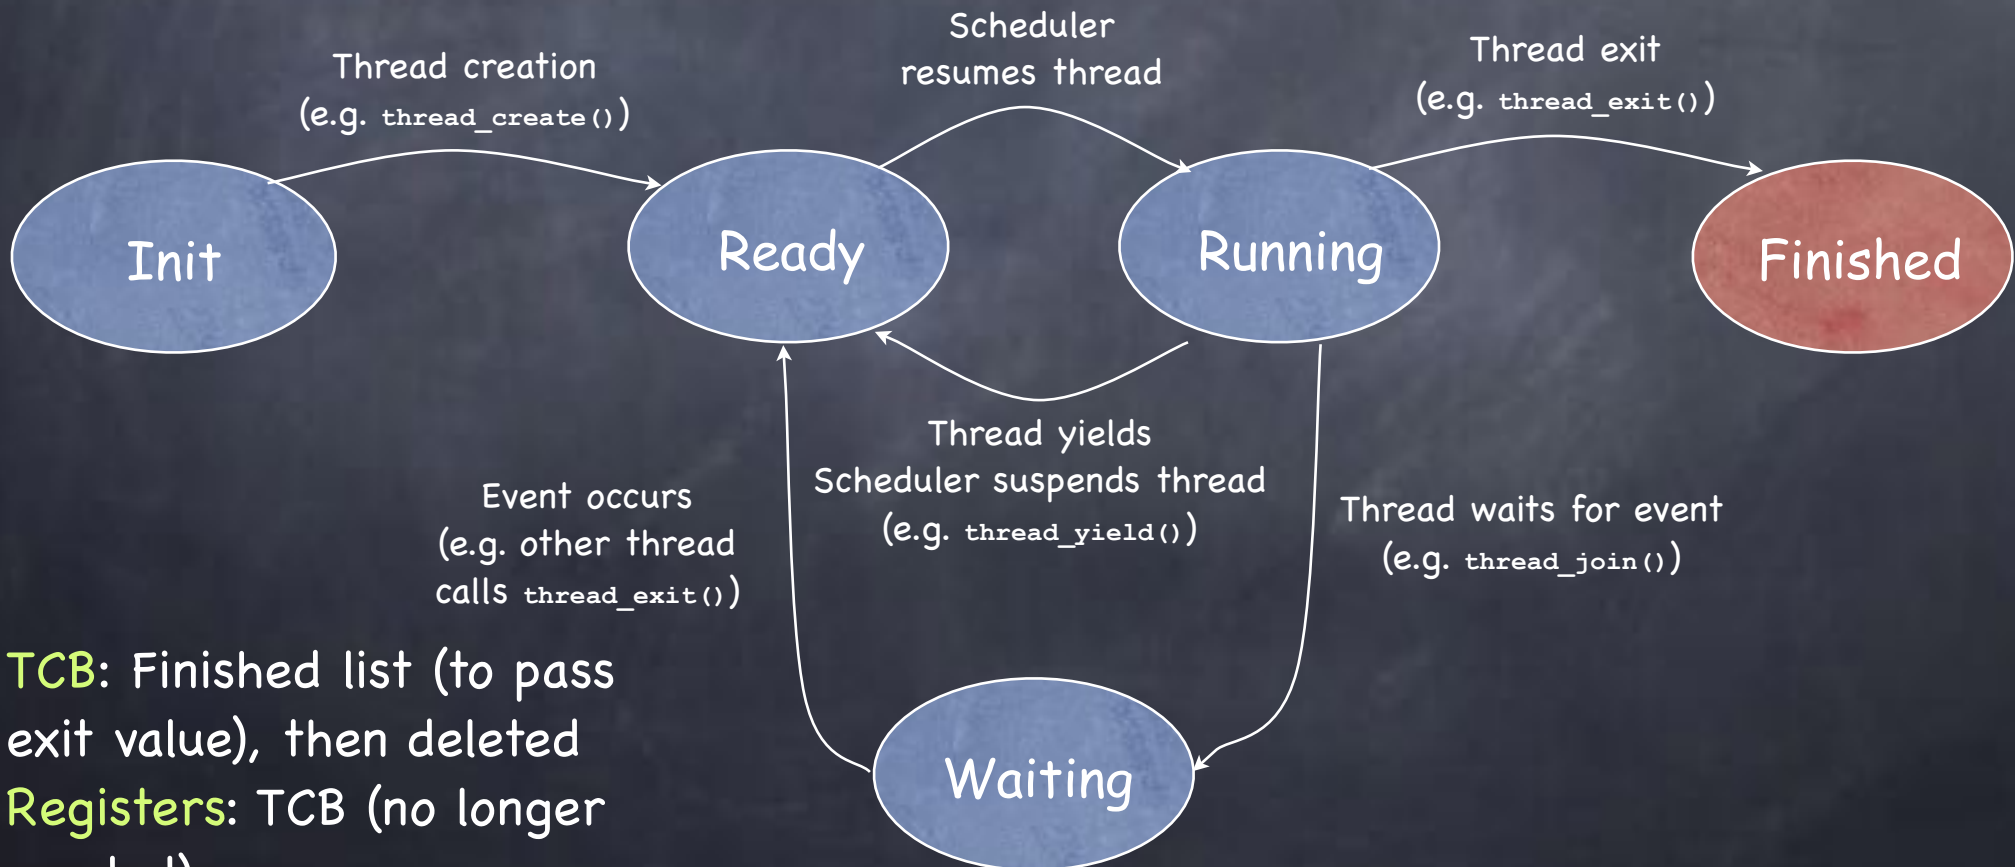 Thread creation
(e.g. thread_create())
Scheduler
resumes thread
Thread exit
(e.g. thread_exit())
Init
Ready
Running
Finished
Thread yields
Scheduler suspends thread
(e.g. thread_yield())
Event occurs
(e.g. other thread
calls thread_exit())
Thread waits for event
(e.g. thread_join())
Waiting
TCB: Finished list (to pass
exit value), then deleted
Registers: TCB (no longer